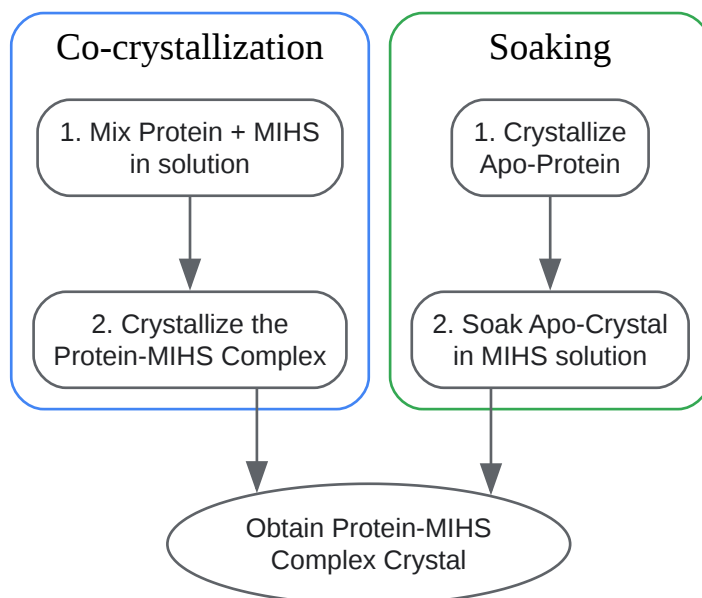 Co-crystallization
1. Mix Protein + MIHS
in solution
2. Crystallize the
Protein-MIHS Complex
Soaking
1. Crystallize
Apo-Protein
2. Soak Apo-Crystal
in MIHS solution
Obtain Protein-MIHS
Complex Crystal